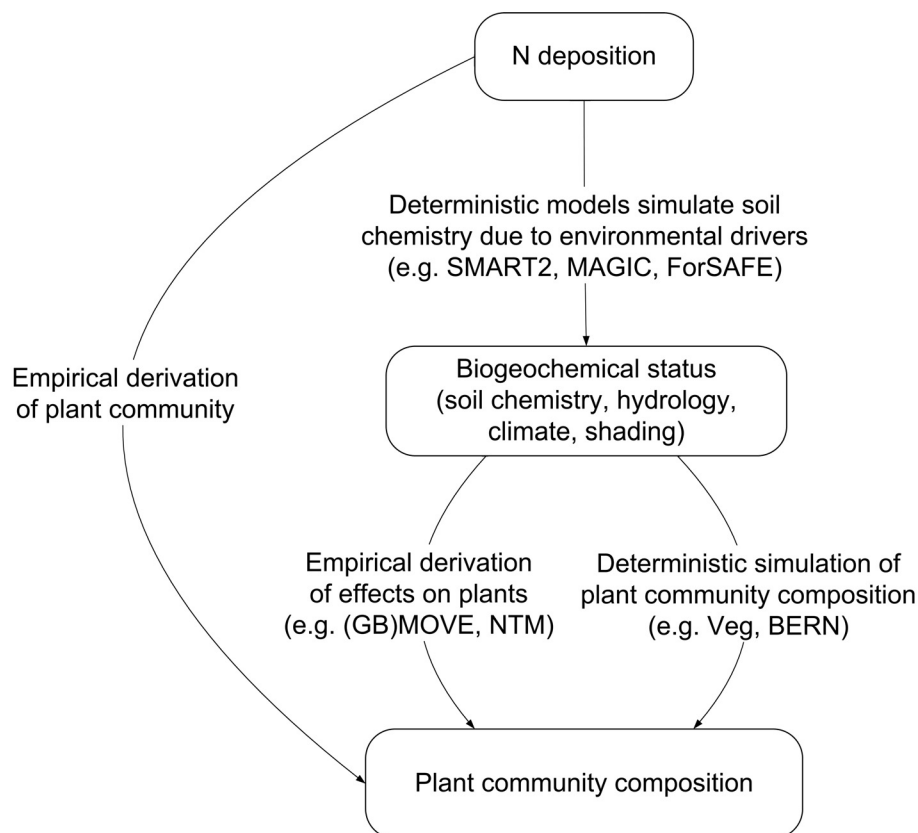 N deposition
Deterministic models simulate soil
chemistry due to environmental drivers
(e.g. SMART2, MAGIC, ForSAFE)
Empirical derivation
of plant community
Biogeochemical status
(soil chemistry, hydrology,
climate, shading)
Empirical derivation
of effects on plants
(e.g. (GB)MOVE, NTM)
Deterministic simulation of
plant community composition
(e.g. Veg, BERN)
Plant community composition